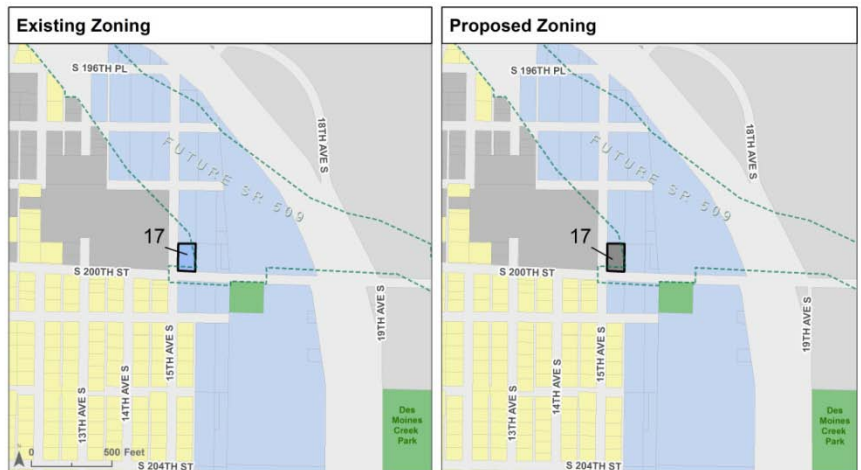 Existing Zoning
S 196TH PL
18TH AVE S
FUTURE SR 509
17
S 200TH ST
19TH AVE S
15TH AVE S
14TH AVE S
13TH AVE S
Des
Moines
Creek
Park
0 500 Feet
S 204TH ST
Proposed Zoning
S 196TH PL
18TH AVE S
FUTURE SR 509
17
S 200TH ST
19TH AVE S
15TH AVE S
14TH AVE S
13TH AVE S
Des
Moines
Creek
Park
S 204TH ST